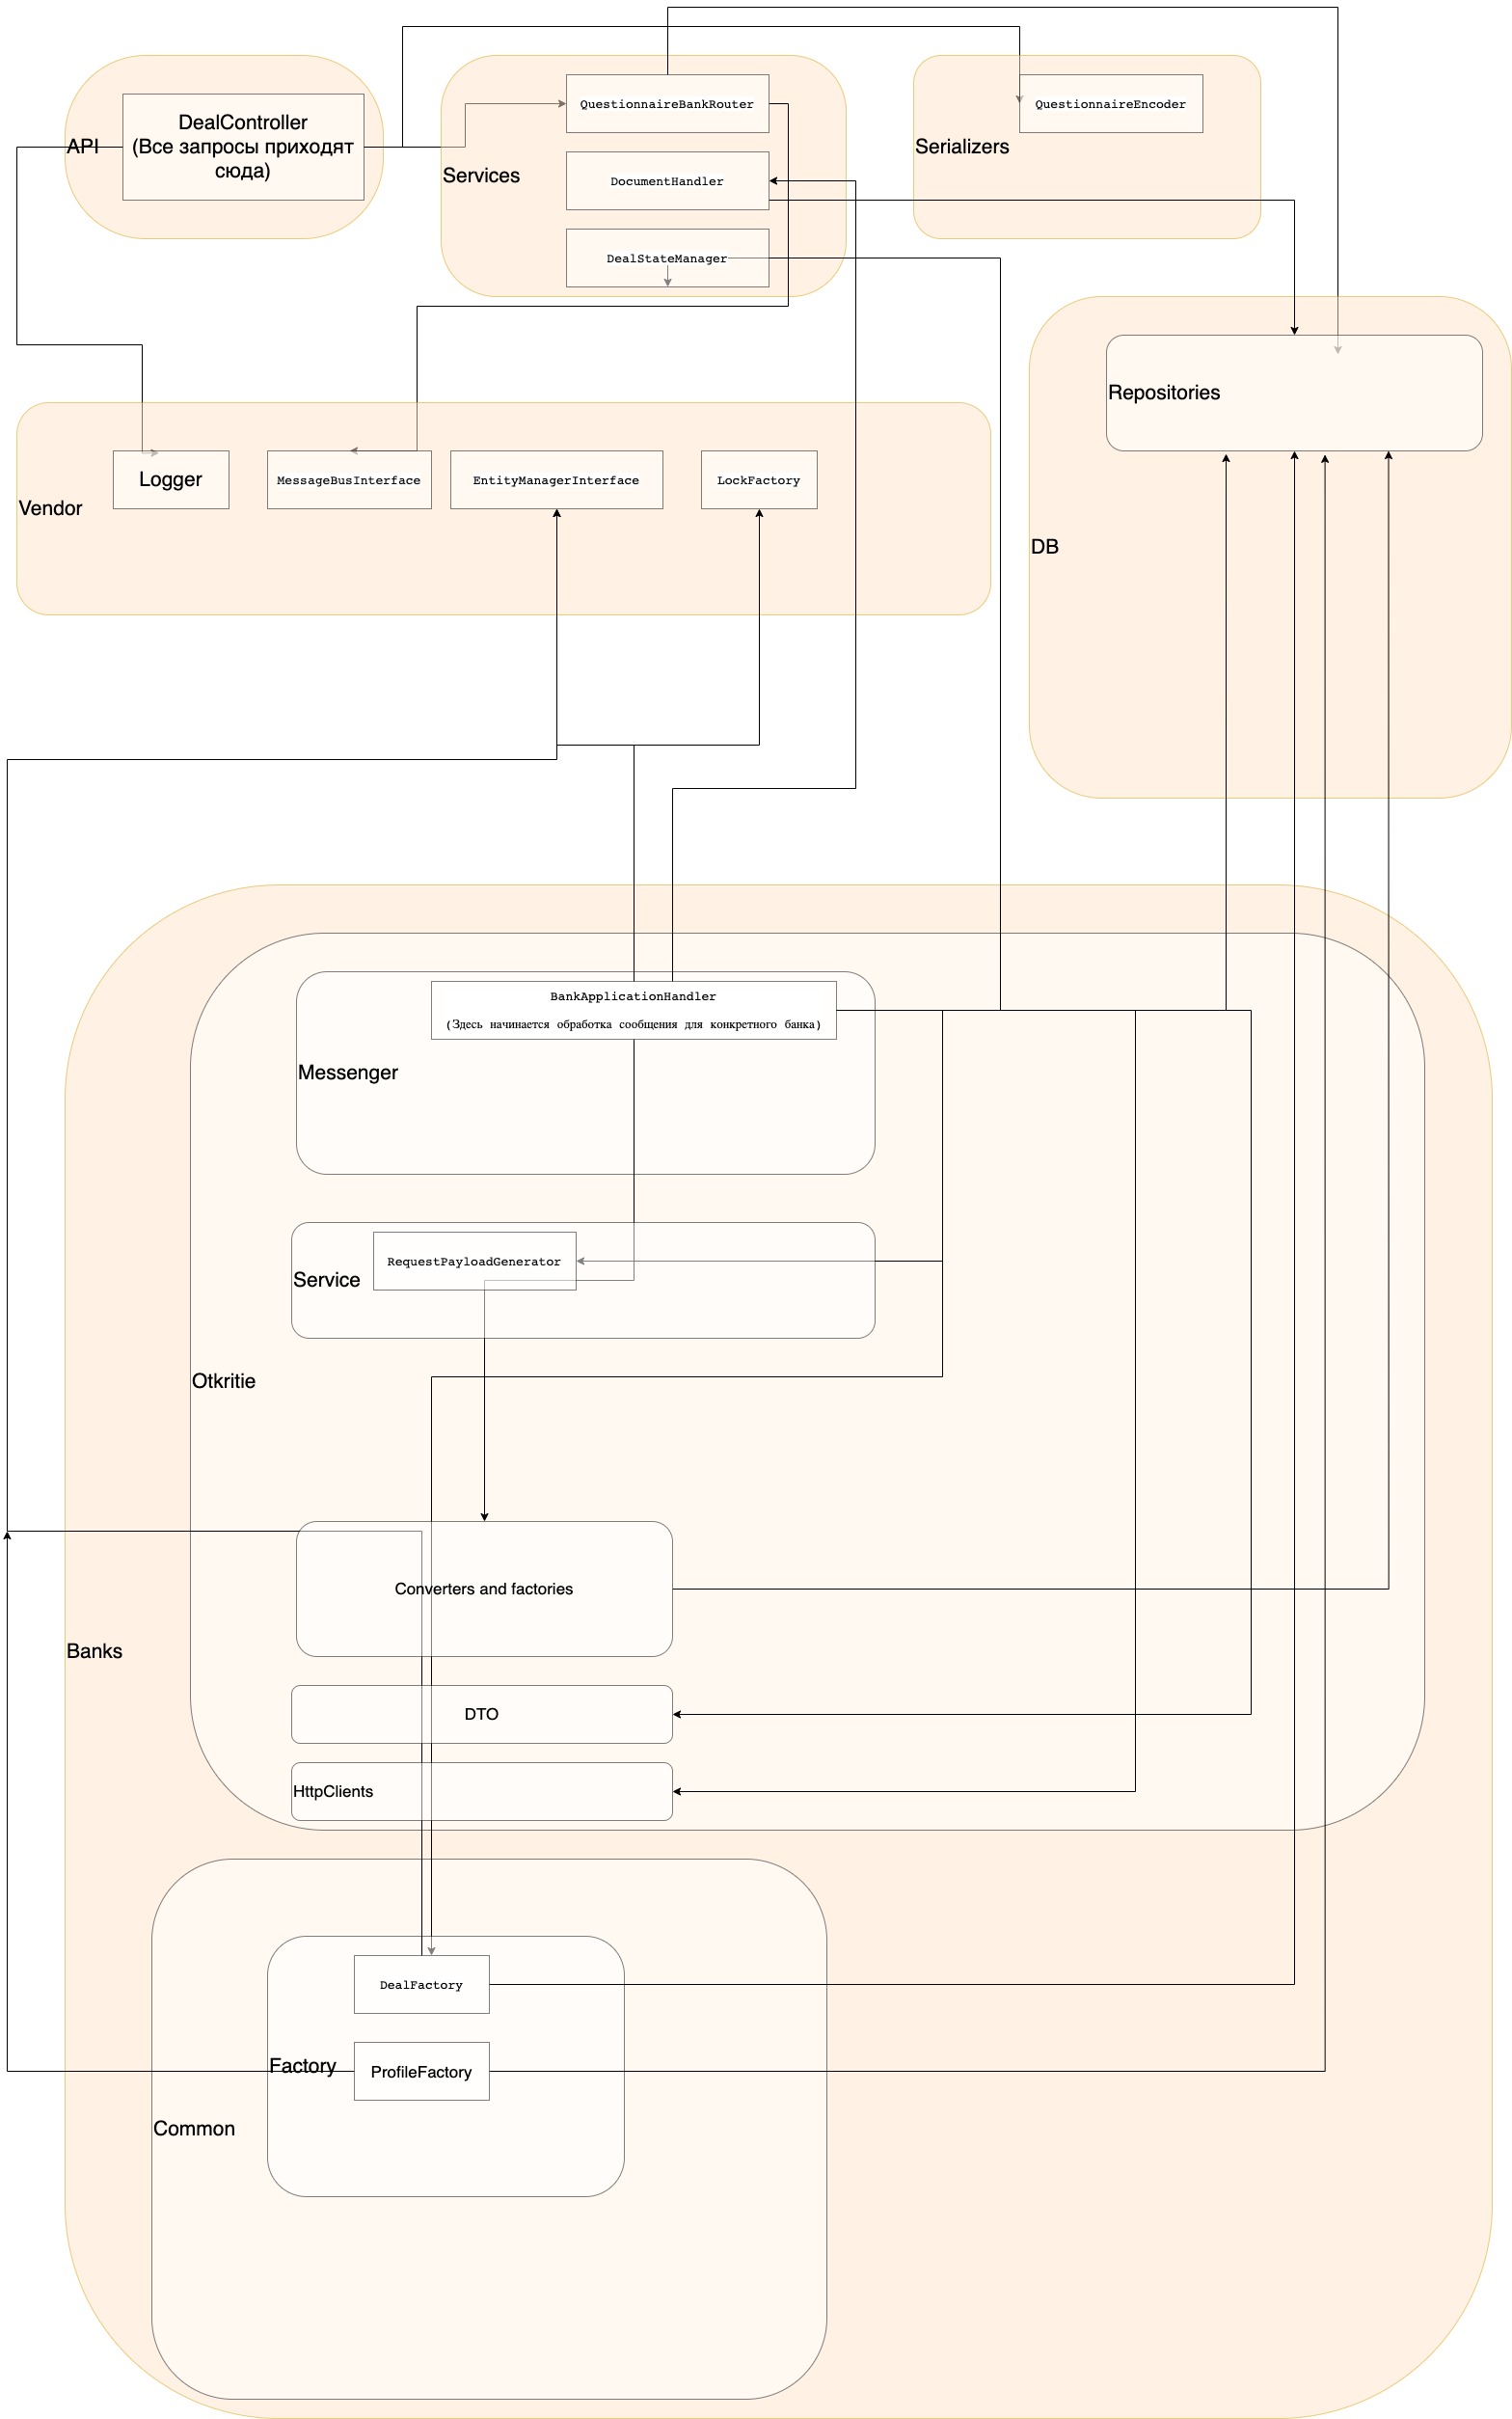 API
DealController
(Все запросы приходят
сюда)
Services
QuestionnaireBankRouter
DocumentHandler
DealStateManager
Serializers
QuestionnaireEncoder
Vendor
Logger
MessageBusInterface
EntityManagerInterface
LockFactory
DB
Repositories
Banks
Otkritie
Messenger
BankApplicationHandler
(Здесь начинается обработка сообщения для конкретного банка)
Service
RequestPayloadGenerator
Converters and factories
DTO
HttpClients
Common
Factory
DealFactory
ProfileFactory